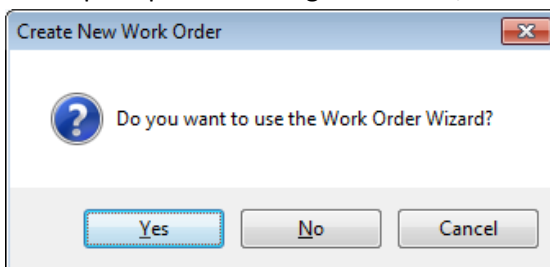 Create New Work Order
Do you want to use the Work Order Wizard?
Yes
No
Cancel